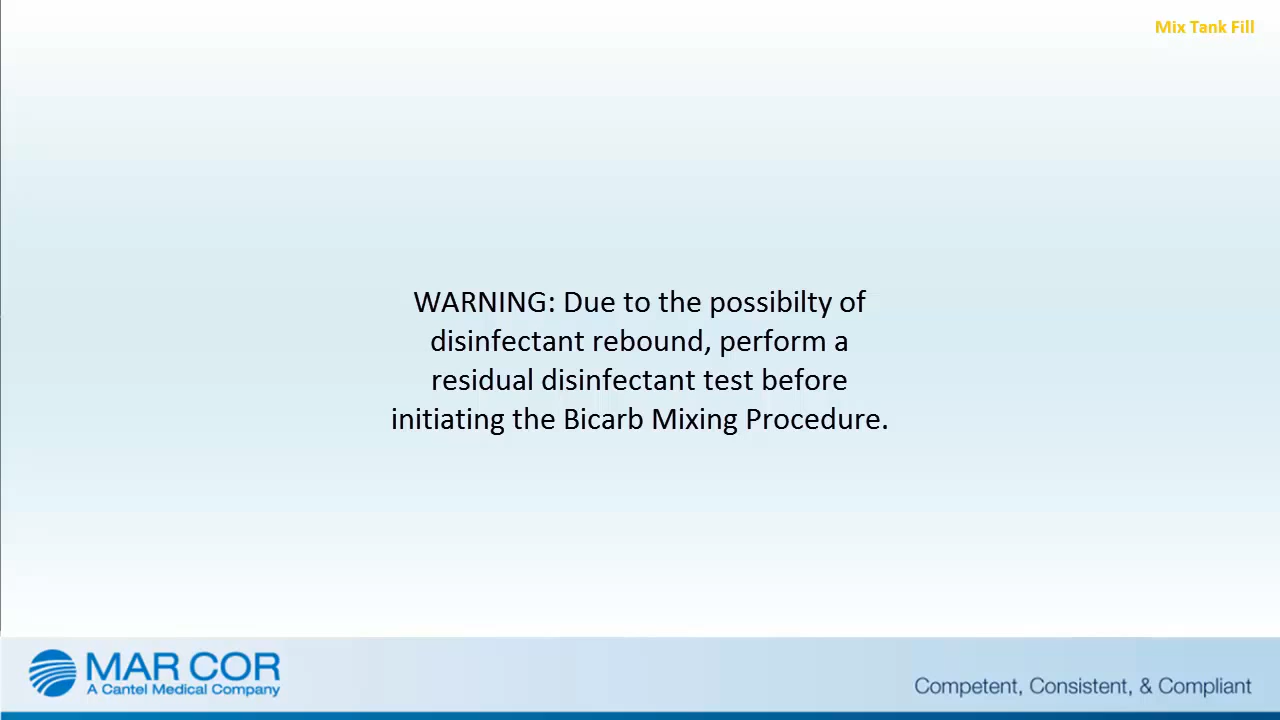 Mix Tank Fill
WARNING: Due to the possibilty of
disinfectant rebound, perform a
residual disinfectant test before
initiating the Bicarb Mixing Procedure.
MAR COR
A Cantel Medical Company
Competent, Consistent, & Compliant